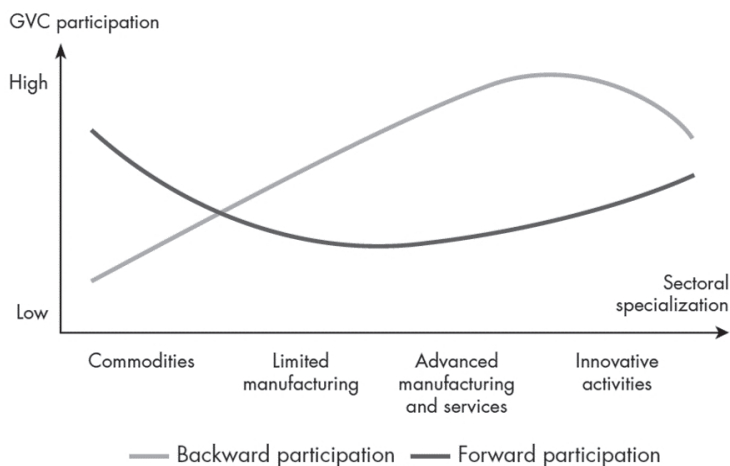 GVC participation
High
Low
Sectoral
specialization
Commodities
Limited
manufacturing
Advanced
manufacturing
and services
Innovative
activities
Backward participation
Forward participation